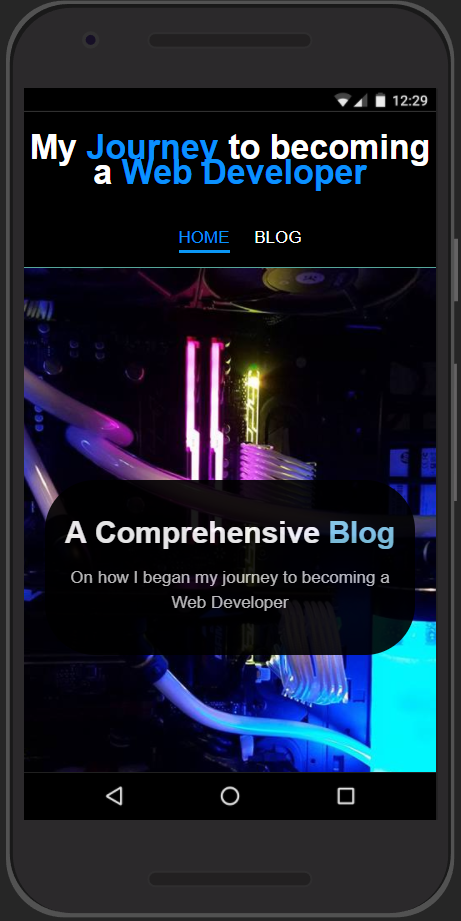 12:29
My Journey to becoming
a Web Developer
HOME BLOG
A Comprehensive Blog
On how I began my journey to becoming a
Web Developer